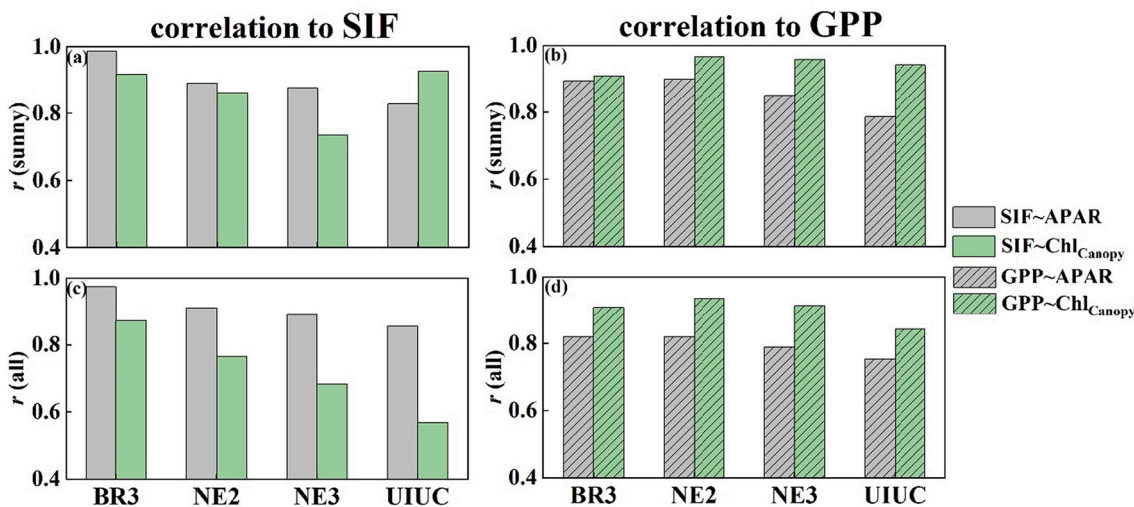 correlation to SIF
correlation to GPP
(a)
1.0
0.8
0.6
0.4
r (sunny)
(b)
1.0
0.8
0.6
0.4
r (sunny)
(c)
1.0
0.8
0.6
0.4
r (all)
BR3 NE2 NE3 UIUC
(d)
1.0
0.8
0.6
0.4
r (all)
BR3 NE2 NE3 UIUC
SIF~APAR
SIF~ChlCanopy
GPP~APAR
GPP~ChlCanopy